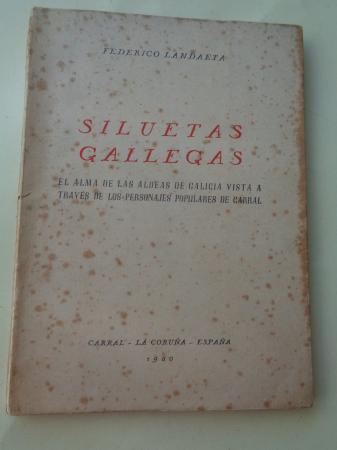 FEDERICO LANDAETA
SILUETAS
GALLEGAS
EL ALMA DE LAS ALDEAS DE GALICIA VISTA A
TRAVÉS DE LOS PERSONAJES POPULARES DE CARRAL
CARRAL - LA CORUÑA - ESPAÑA